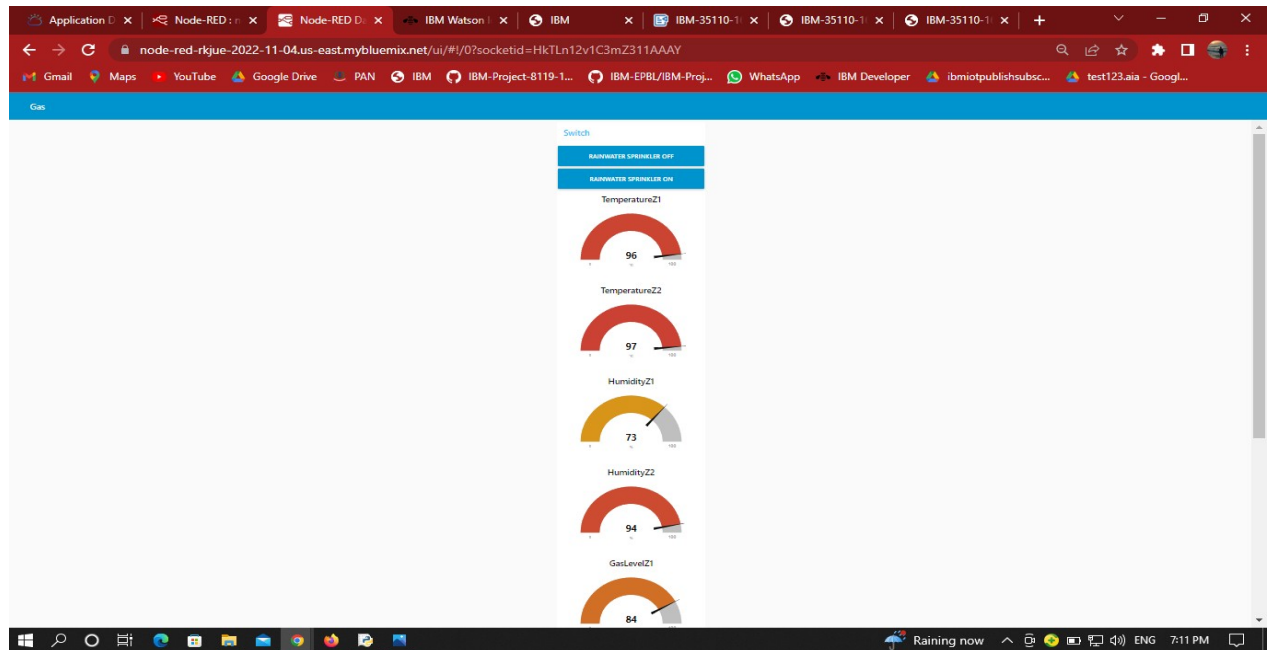 Application D
Node-RED : n
Node-RED Da
IBM Watson I
IBM
IBM-35110-1
IBM-35110-1
IBM-35110-1
node-red-rkjue-2022-11-04.us-east.mybluemix.net/ui/#!/0?socketid=HkTLn12v1C3mZ311AAAY
Gmail Maps YouTube Google Drive PAN IBM IBM-Project-8119-1... IBM-EPBL/IBM-Proj... WhatsApp IBM Developer ibmiotpublishsubsc... test123.aia - Googl...
Gas
Switch
RAINWATER SPRINKLER OFF
RAINWATER SPRINKLER ON
TemperatureZ1
96
TemperatureZ2
97
HumidityZ1
73
HumidityZ2
94
GasLevelZ1
84
Raining now ENG 7:11 PM